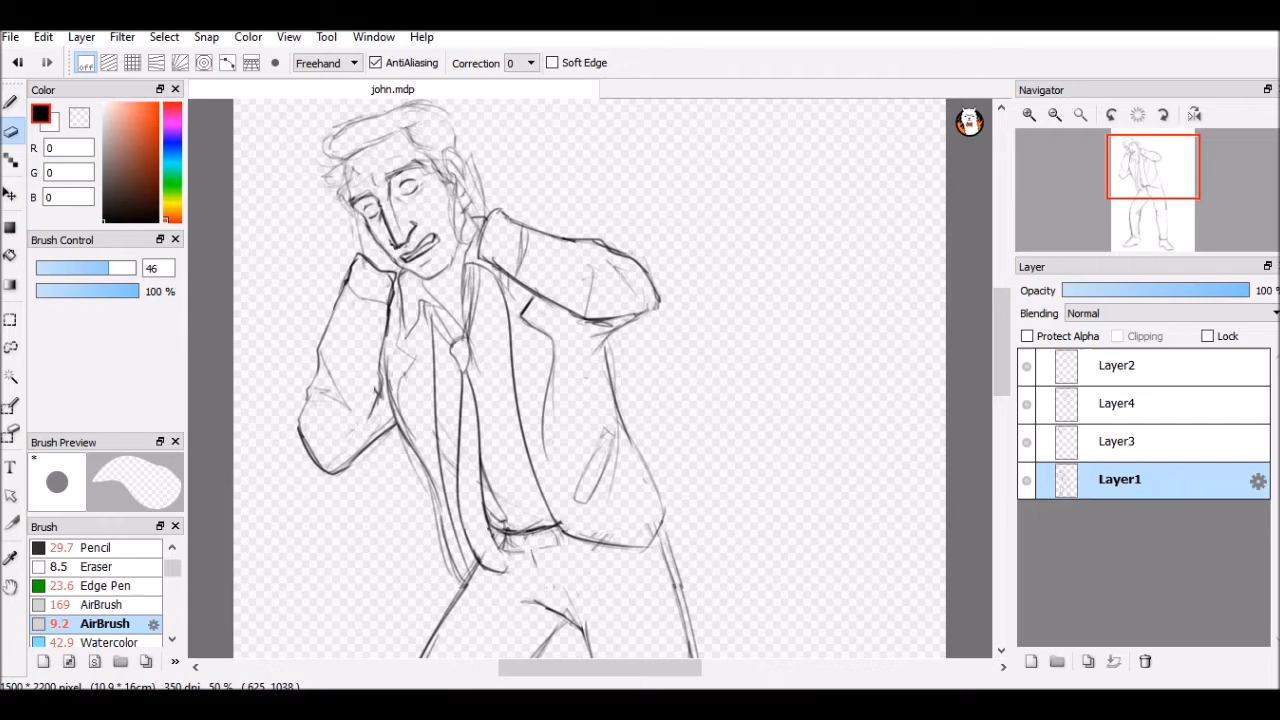 File Edit Layer Filter Select Snap Color View Tool Window Help
off Freehand AntiAliasing Correction 0 Soft Edge
Color
john.mdp
Navigator
R 0
G 0
B 0
Brush Control
46
100 %
Layer
Opacity 100 %
Blending Normal
Protect Alpha Clipping Lock
Layer2
Layer4
Layer3
Layer1
Brush Preview
*
Brush
29.7 Pencil
8.5 Eraser
23.6 Edge Pen
169 AirBrush
9.2 AirBrush
42.9 Watercolor
T
»
1500 * 2200 pixel (10.9 * 16cm) 350 dpi 50 % ( 625, 1038 )